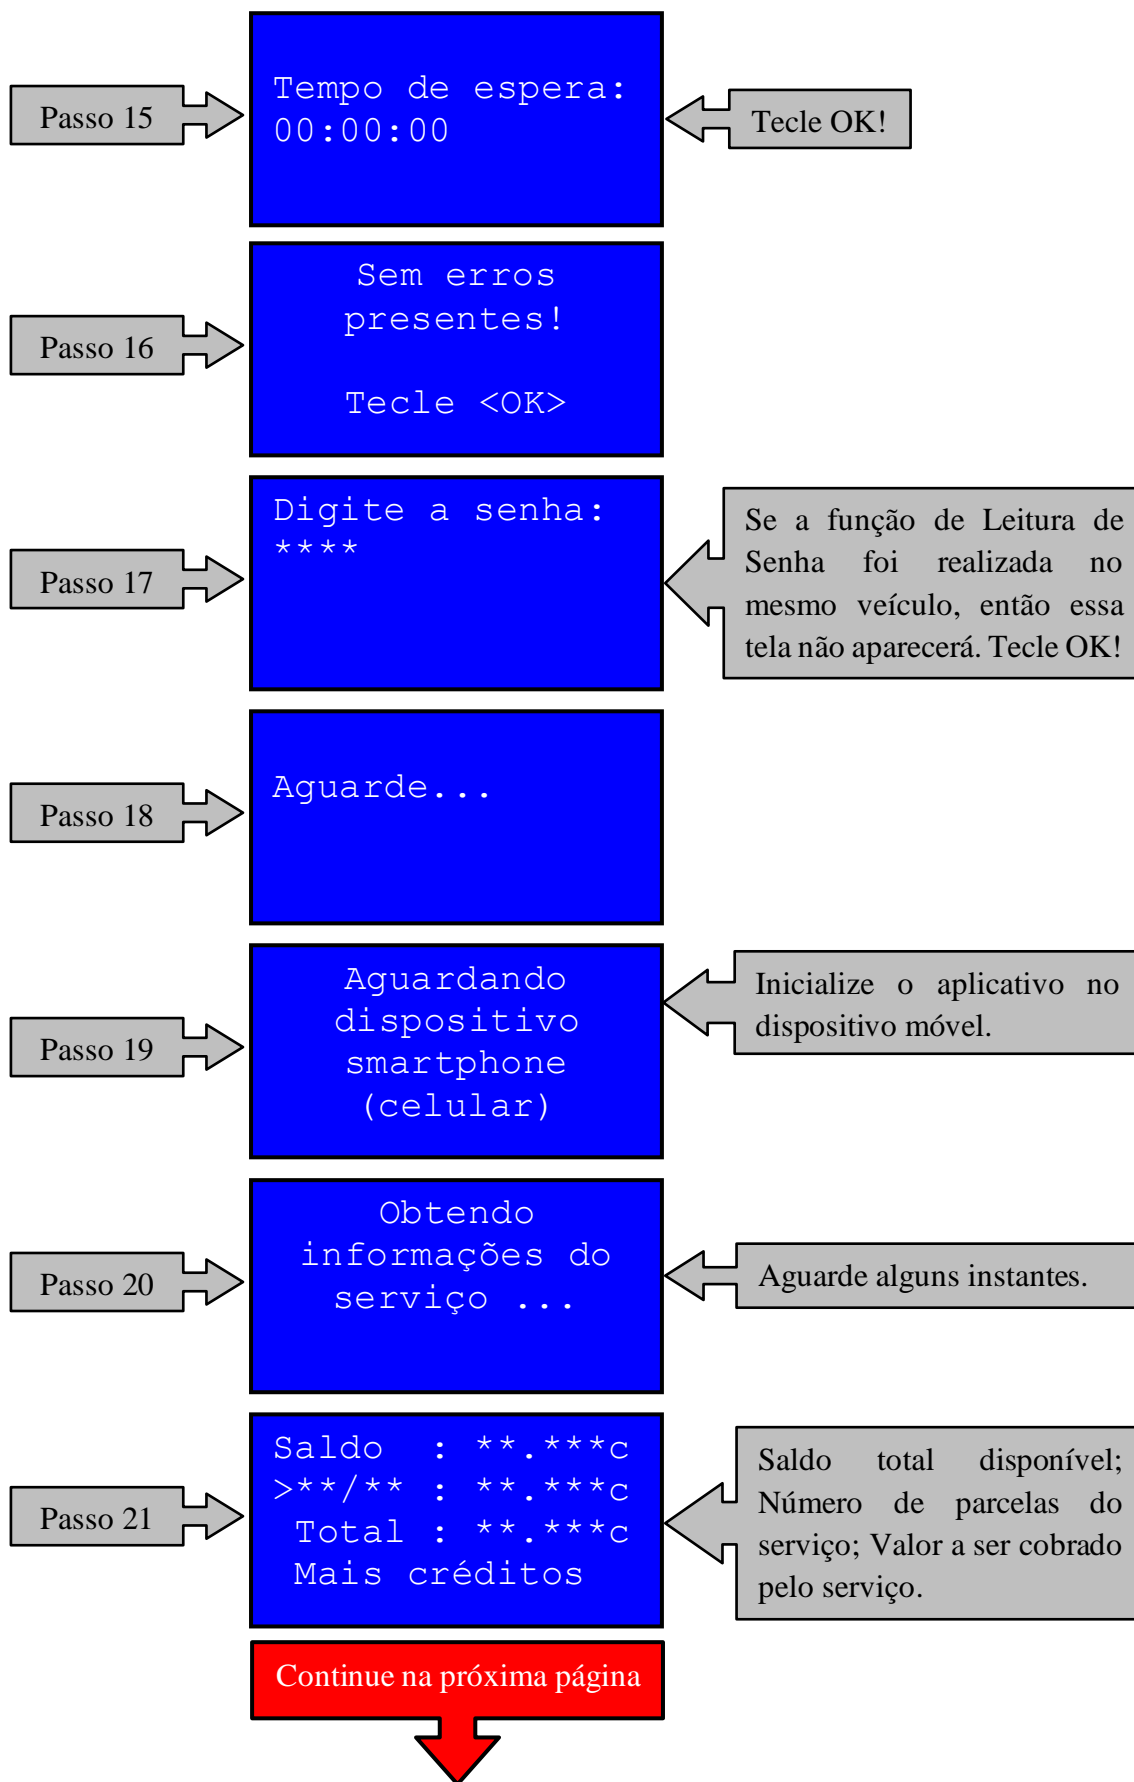 Passo 15
Tempo de espera:
00:00:00
Tecle OK!
Passo 16
Sem erros
presentes!
Tecle <OK>
Passo 17
Digite a senha:
****
Se a função de Leitura de
Senha foi realizada no
mesmo veículo, então essa
tela não aparecerá. Tecle OK!
Passo 18
Aguarde...
Passo 19
Aguardando
dispositivo
smartphone
(celular)
Inicialize o aplicativo no
dispositivo móvel.
Passo 20
Obtendo
informações do
serviço ...
Aguarde alguns instantes.
Passo 21
Saldo : **.***c
>**/** : **.***c
Total : **.***c
Mais créditos
Saldo total disponível;
Número de parcelas do
serviço; Valor a ser cobrado
pelo serviço.
Continue na próxima página